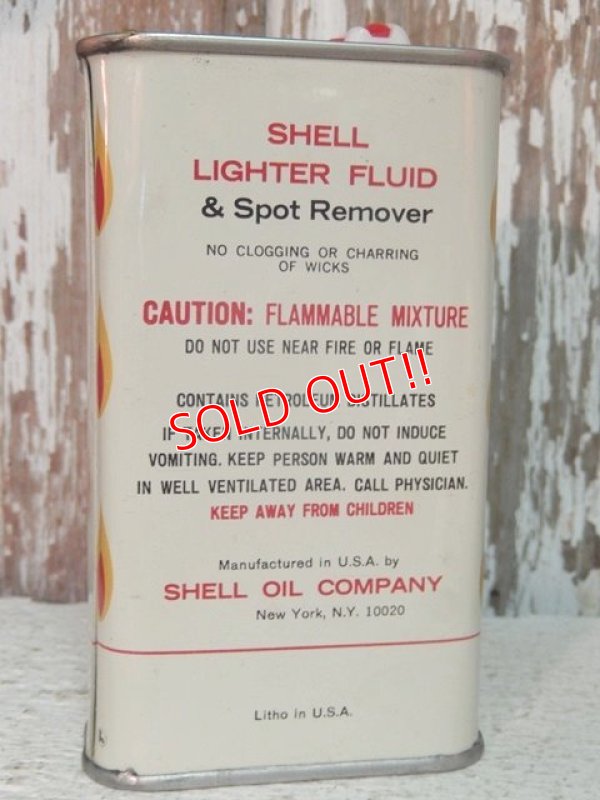 SHELL
LIGHTER FLUID
& Spot Remover
NO CLOGGING OR CHARRING
OF WICKS
CAUTION: FLAMMABLE MIXTURE
DO NOT USE NEAR FIRE OR FLAME
CONTAINS PETROLEUM DISTILLATES
SOLD OUT!!
IF TAKEN INTERNALLY, DO NOT INDUCE
VOMITING. KEEP PERSON WARM AND QUIET
IN WELL VENTILATED AREA. CALL PHYSICIAN.
KEEP AWAY FROM CHILDREN
Manufactured in U.S.A. by
SHELL OIL COMPANY
New York, N.Y. 10020
Litho in U.S.A.